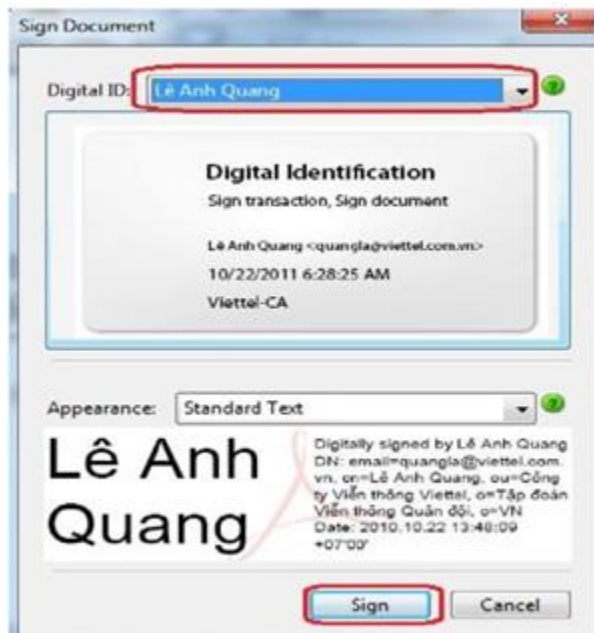 Sign Document
Digital ID: Lê Anh Quang
Digital Identification
Sign transaction, Sign document
Lê Anh Quang <quangla@viettel.com.vn>
10/22/2011 6:28:25 AM
Viettel-CA
Appearance: Standard Text
Lê Anh
Quang
Digitally signed by Lê Anh Quang
DN: email=quangla@viettel.com.
vn, cn=Lê Anh Quang, ou=Công
ty Viễn thông Viettel, o=Tập đoàn
Viễn thông Quân đội, c=VN
Date: 2010.10.22 13:48:09
+07'00'
Sign Cancel